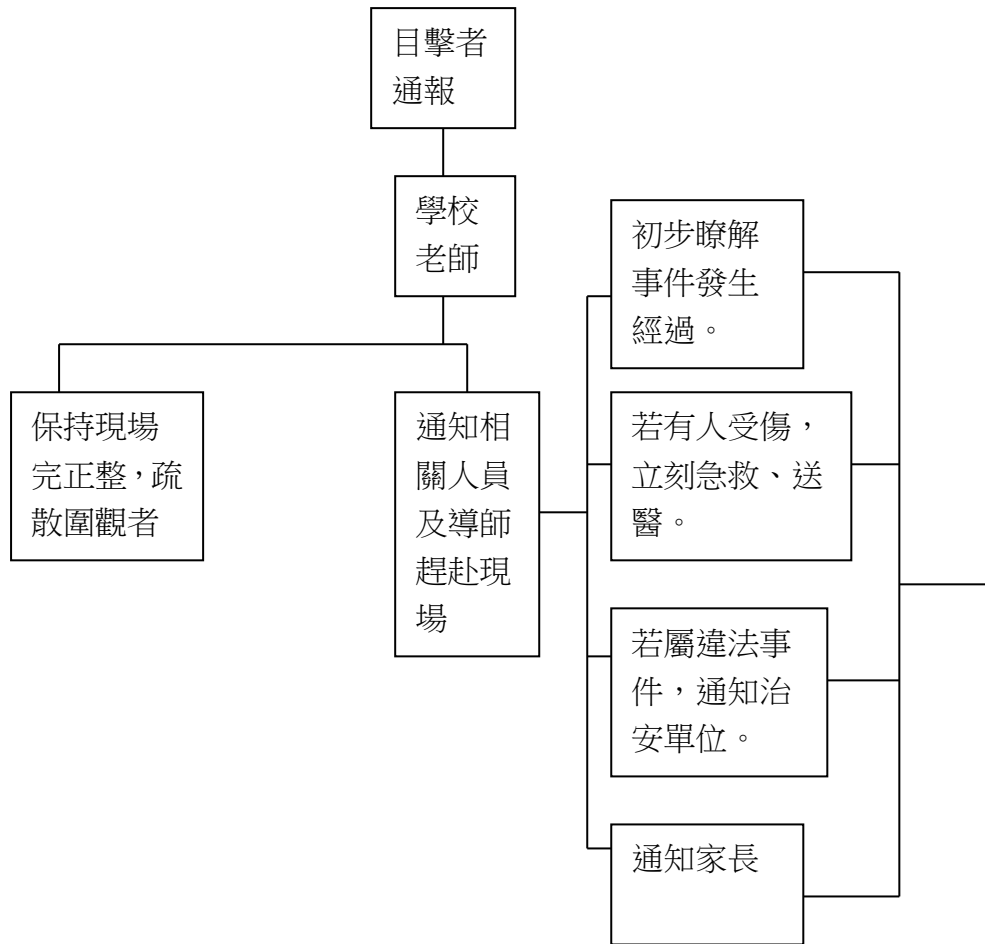 目擊者
通報
學校
老師
保持現場
完正整，疏
散圍觀者
通知相
關人員
及導師
趕赴現
場
初步瞭解
事件發生
經過。
若有人受傷，
立刻急救、送
醫。
若屬違法事
件，通知治
安單位。
通知家長